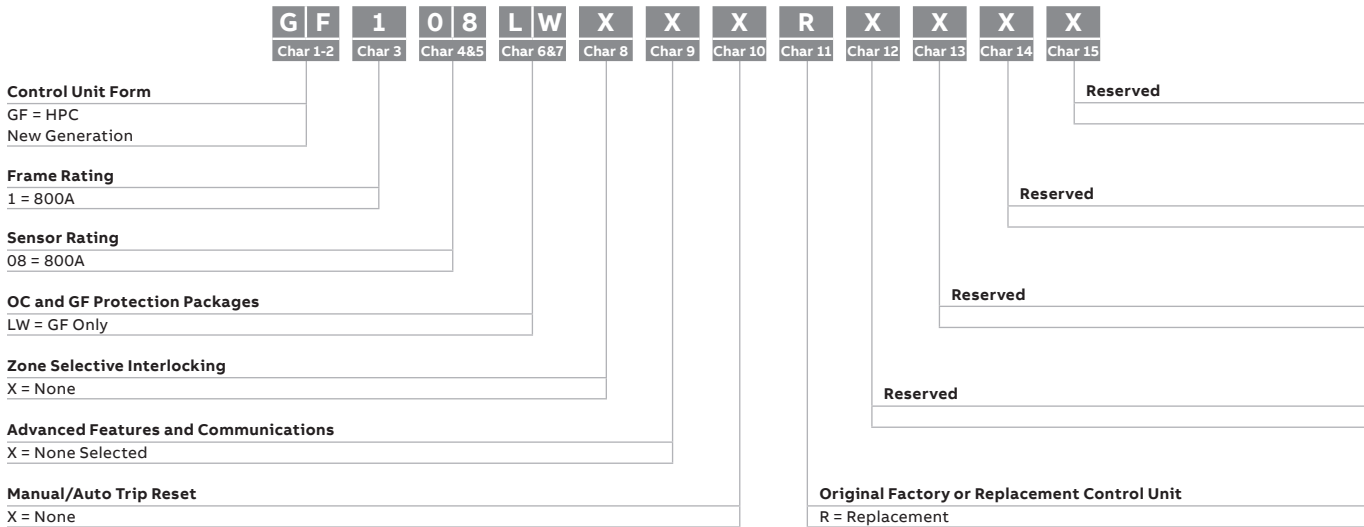 G F 1 0 8 L W X X X R X X X X
Char 1-2 Char 3 Char 4&5 Char 6&7 Char 8 Char 9 Char 10 Char 11 Char 12 Char 13 Char 14 Char 15
Control Unit Form
GF = HPC
New Generation
Frame Rating
1 = 800A
Sensor Rating
08 = 800A
OC and GF Protection Packages
LW = GF Only
Zone Selective Interlocking
X = None
Advanced Features and Communications
X = None Selected
Manual/Auto Trip Reset
X = None
Reserved
Reserved
Reserved
Reserved
Original Factory or Replacement Control Unit
R = Replacement